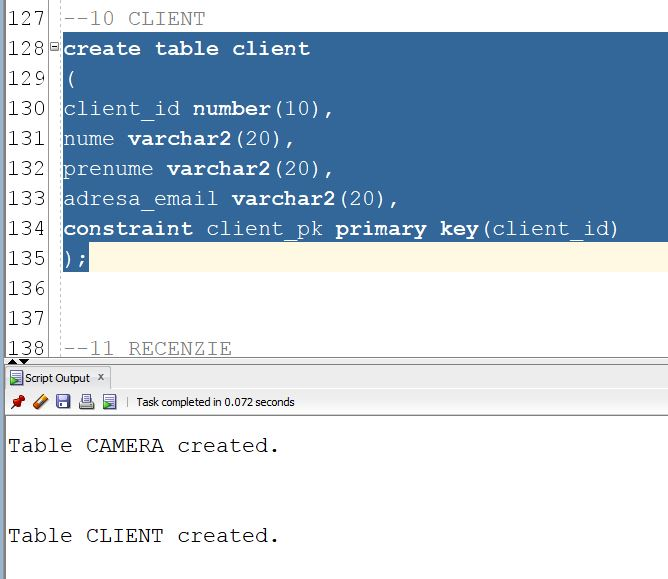 127 --10 CLIENT
128 create table client
129 (
130 client_id number(10),
131 nume varchar2(20),
132 prenume varchar2(20),
133 adresa_email varchar2(20),
134 constraint client_pk primary key(client_id)
135 );
136
137
138 --11 RECENZIE
Script Output x
Task completed in 0.072 seconds
Table CAMERA created.
Table CLIENT created.